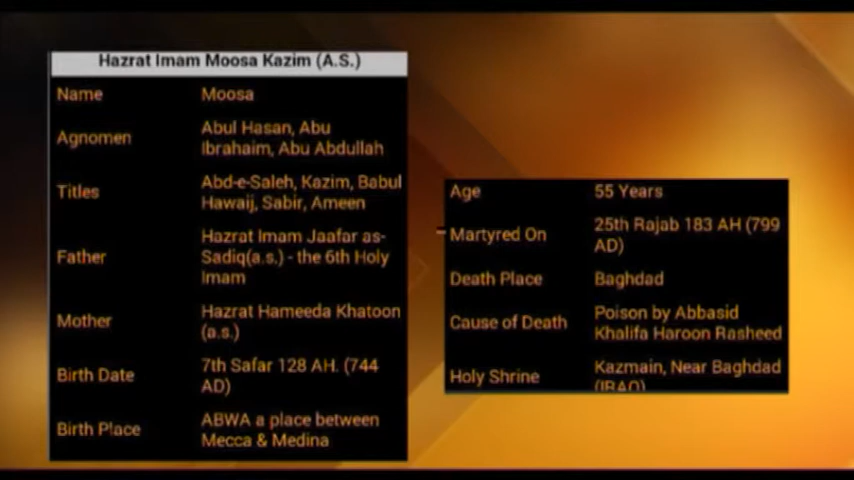 Hazrat Imam Moosa Kazim (A.S.)
Name Moosa
Agnomen Abul Hasan, Abu
Ibrahaim, Abu Abdullah
Titles Abd-e-Saleh, Kazim, Babul
Hawaij, Sabir, Ameen
Father Hazrat Imam Jaafar as-
Sadiq(a.s.) - the 6th Holy
Imam
Mother Hazrat Hameeda Khatoon
(a.s.)
Birth Date 7th Safar 128 AH. (744
AD)
Birth Place ABWA a place between
Mecca & Medina
Age 55 Years
Martyred On 25th Rajab 183 AH (799
AD)
Death Place Baghdad
Cause of Death Poison by Abbasid
Khalifa Haroon Rasheed
Holy Shrine Kazmain, Near Baghdad
(IRAQ)